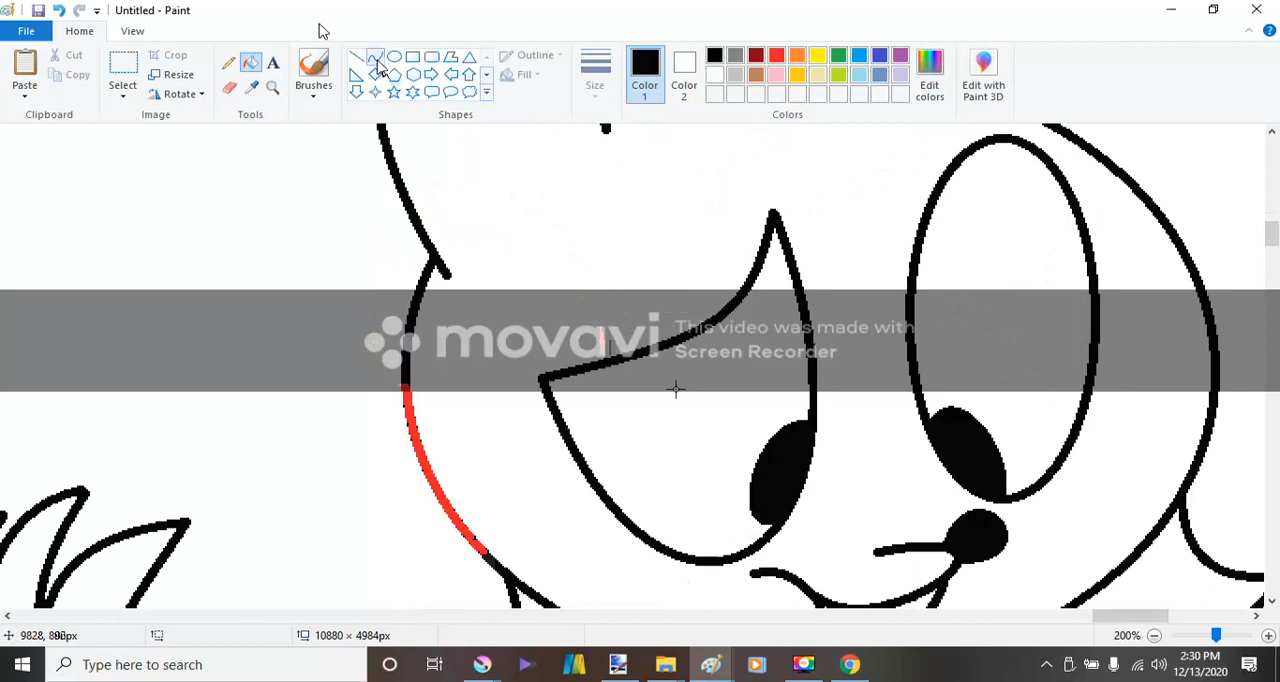 Untitled - Paint
File
Home
View
Paste
Cut
Copy
Clipboard
Select
Crop
Resize
Rotate
Image
A
Tools
Brushes
Shapes
Outline
Fill
Size
Color
1
Color
2
Edit
colors
Colors
Edit with
Paint 3D
movavi
This video was made with
Screen Recorder
10880 × 4984px
200%
Type here to search
2:30 PM
12/13/2020